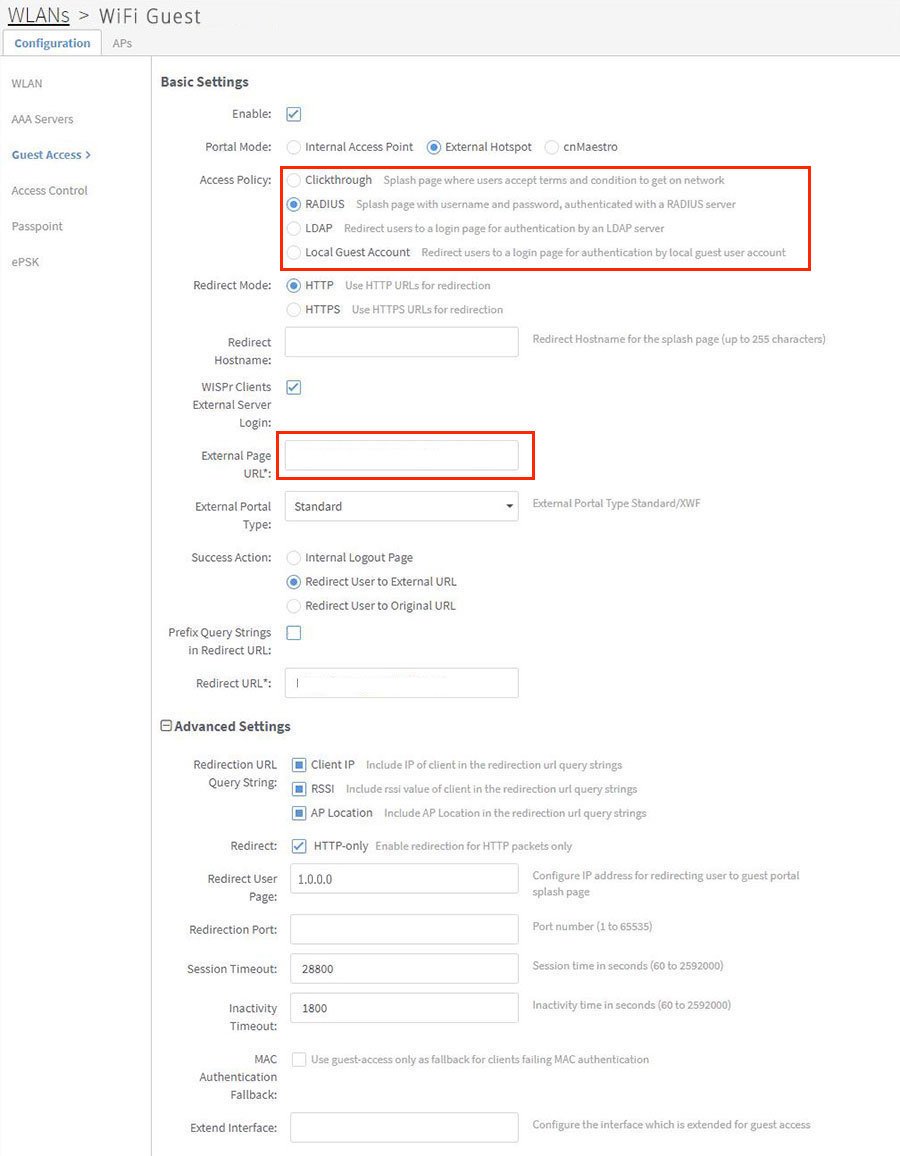 WLANs > WiFi Guest
Configuration APs
WLAN
AAA Servers
Guest Access >
Access Control
Passpoint
ePSK
Basic Settings
Enable:
Portal Mode: Internal Access Point External Hotspot cnMaestro
Access Policy: Clickthrough Splash page where users accept terms and condition to get on network
RADIUS Splash page with username and password, authenticated with a RADIUS server
LDAP Redirect users to a login page for authentication by an LDAP server
Local Guest Account Redirect users to a login page for authentication by local guest user account
Redirect Mode: HTTP Use HTTP URLs for redirection
HTTPS Use HTTPS URLs for redirection
Redirect
Hostname:
Redirect Hostname for the splash page (up to 255 characters)
WISPr Clients
External Server
Login:
External Page
URL*:
External Portal
Type:
Standard
External Portal Type Standard/XWF
Success Action: Internal Logout Page
Redirect User to External URL
Redirect User to Original URL
Prefix Query Strings
in Redirect URL:
Redirect URL*:
Advanced Settings
Redirection URL
Query String:
Client IP Include IP of client in the redirection url query strings
RSSI Include rssi value of client in the redirection url query strings
AP Location Include AP Location in the redirection url query strings
Redirect: HTTP-only Enable redirection for HTTP packets only
Redirect User
Page:
1.0.0.0
Configure IP address for redirecting user to guest portal
splash page
Redirection Port: Port number (1 to 65535)
Session Timeout: 28800 Session time in seconds (60 to 2592000)
Inactivity
Timeout:
1800
Inactivity time in seconds (60 to 2592000)
MAC
Authentication
Fallback:
Use guest-access only as fallback for clients failing MAC authentication
Extend Interface: Configure the interface which is extended for guest access